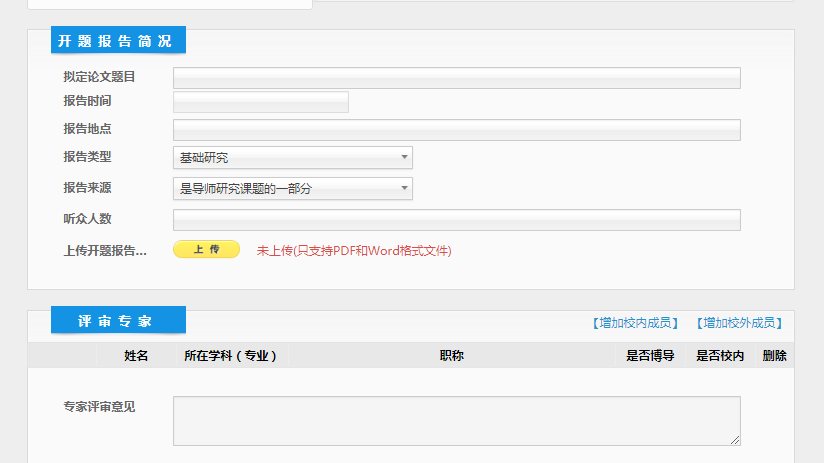 开题报告简况
拟定论文题目
报告时间
报告地点
报告类型 基础研究
报告来源 是导师研究课题的一部分
听众人数
上传开题报告... 上 传 未上传(只支持PDF和Word格式文件)
评审专家 【增加校内成员】 【增加校外成员】
姓名 所在学科（专业） 职称 是否博导 是否校内 删除
专家评审意见